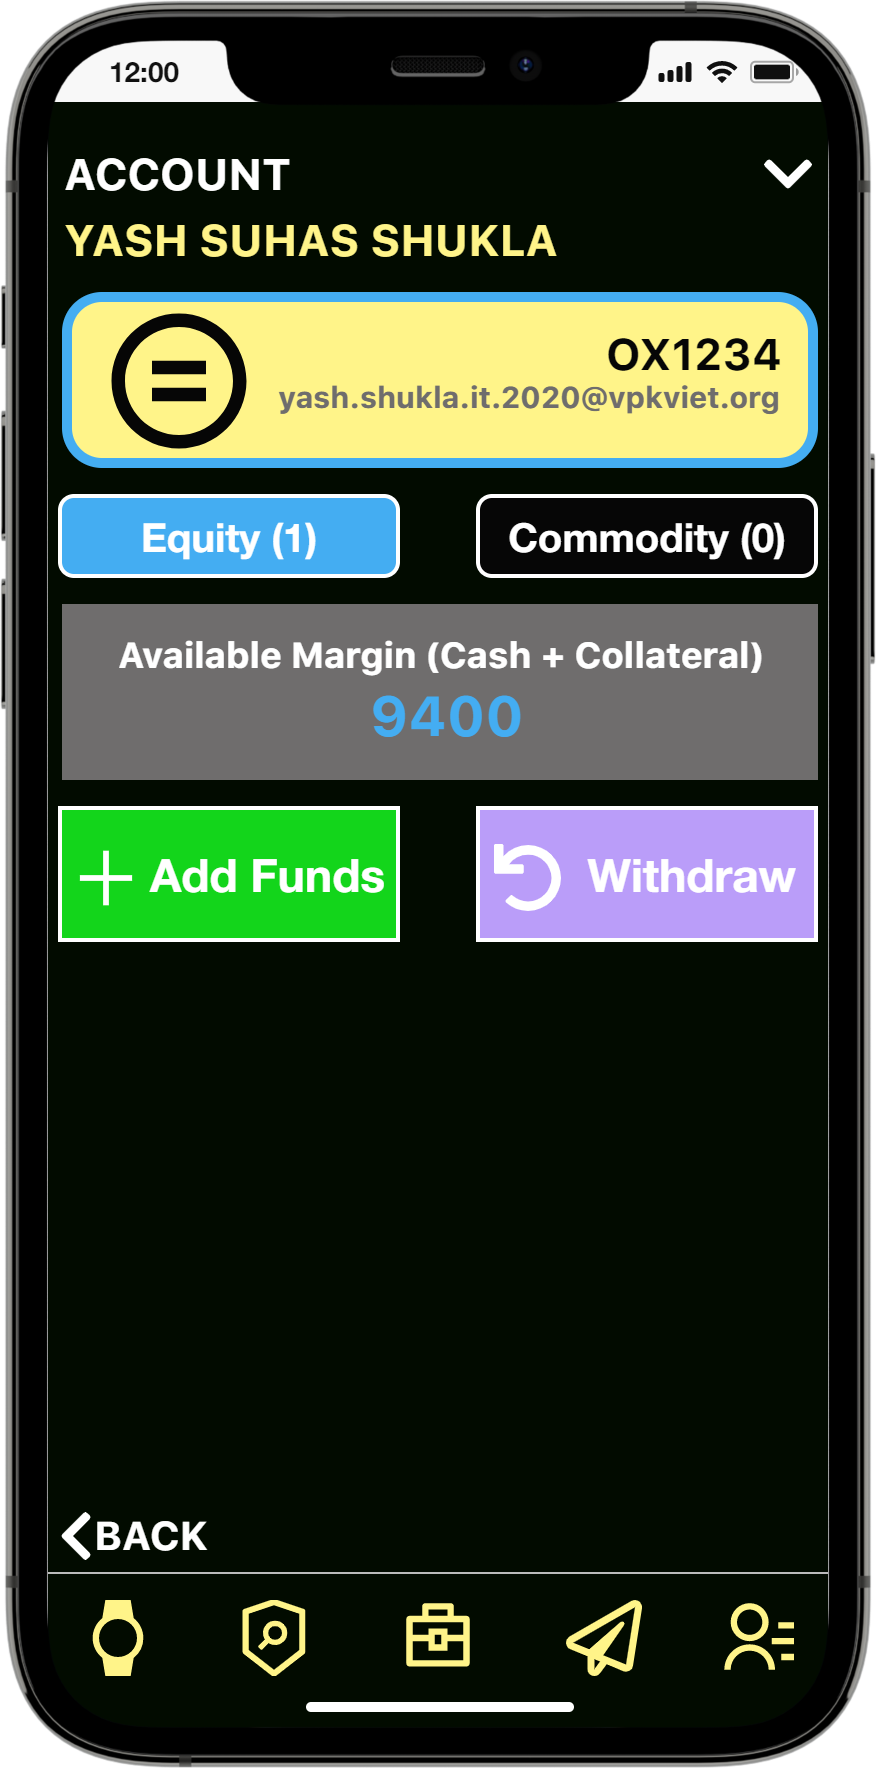 12:00
ACCOUNT
YASH SUHAS SHUKLA
OX1234
yash.shukla.it.2020@vpkviet.org
Equity (1)
Commodity (0)
Available Margin (Cash + Collateral)
9400
Add Funds
Withdraw
BACK